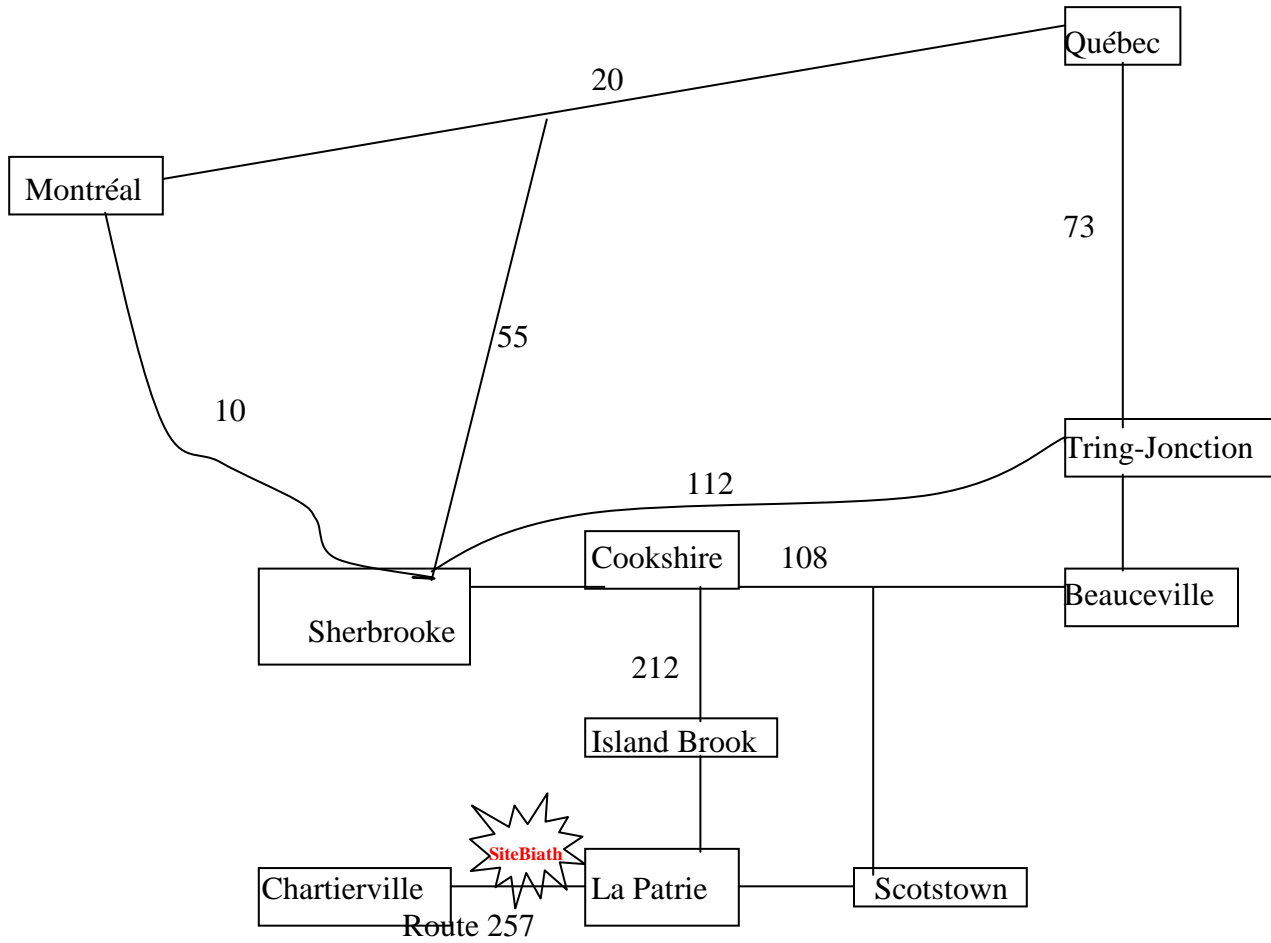 Québec
20
Montréal
73
55
10
Tring-Jonction
112
Cookshire
108
Beauceville
Sherbrooke
212
Island Brook
SiteBiath
Chartierville
La Patrie
Scotstown
Route 257